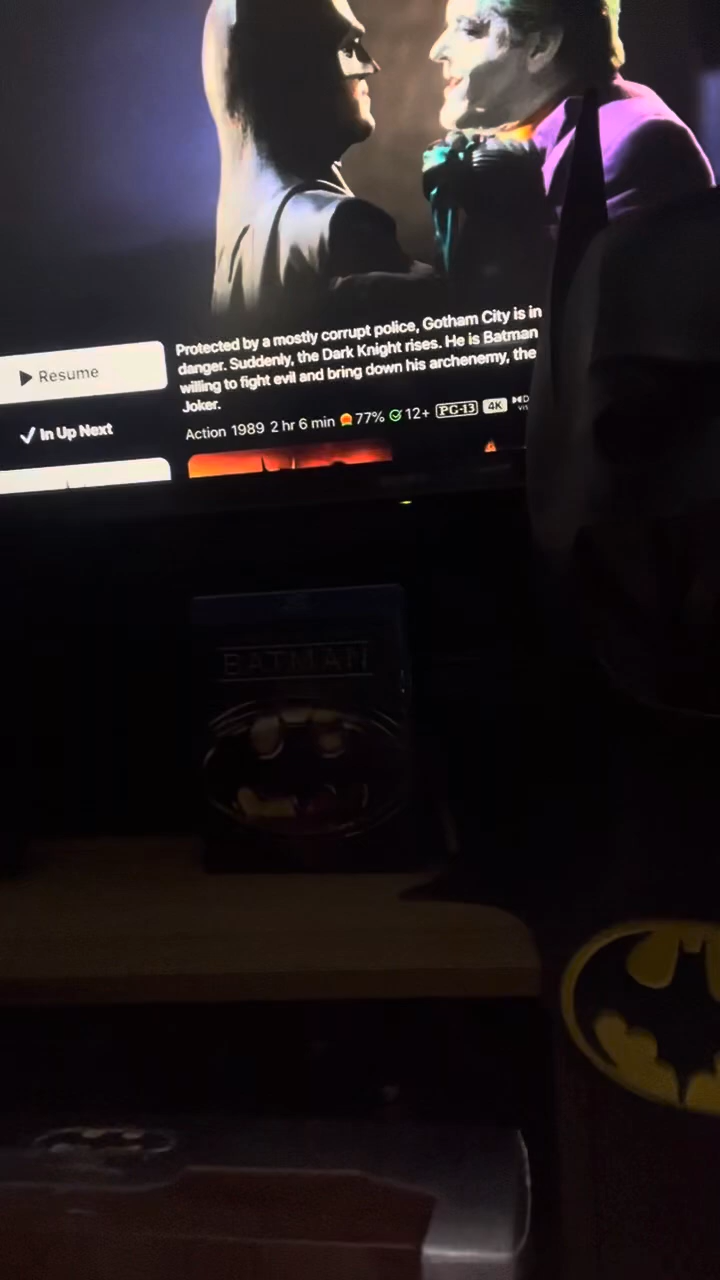 Resume
In Up Next
Protected by a mostly corrupt police, Gotham City is in
danger. Suddenly, the Dark Knight rises. He is Batman
willing to fight evil and bring down his archenemy, the
Joker.
Action 1989 2 hr 6 min 77% 12+ PG-13 4K
BATMAN